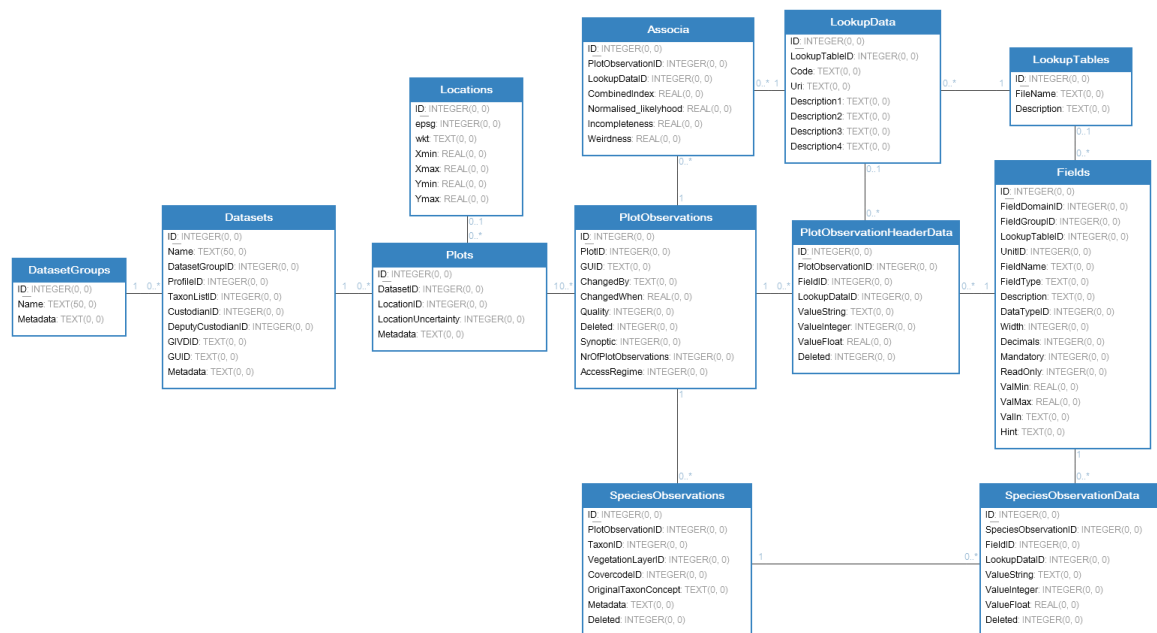 DatasetGroups
ID: INTEGER(0, 0)
Name: TEXT(50, 0)
Metadata: TEXT(0, 0)
1
0..*
Datasets
ID: INTEGER(0, 0)
Name: TEXT(50, 0)
DatasetGroupID: INTEGER(0, 0)
ProfileID: INTEGER(0, 0)
TaxonListID: INTEGER(0, 0)
CustodianID: INTEGER(0, 0)
DeputyCustodianID: INTEGER(0, 0)
GIVDID: TEXT(0, 0)
GUID: TEXT(0, 0)
Metadata: TEXT(0, 0)
1
0..*
Locations
ID: INTEGER(0, 0)
epsg: INTEGER(0, 0)
wkt: TEXT(0, 0)
Xmin: REAL(0, 0)
Xmax: REAL(0, 0)
Ymin: REAL(0, 0)
Ymax: REAL(0, 0)
0..1
0..*
Plots
ID: INTEGER(0, 0)
DatasetID: INTEGER(0, 0)
LocationID: INTEGER(0, 0)
LocationUncertainty: INTEGER(0, 0)
Metadata: TEXT(0, 0)
1
0..*
Associa
ID: INTEGER(0, 0)
PlotObservationID: INTEGER(0, 0)
LookupDataID: INTEGER(0, 0)
CombinedIndex: REAL(0, 0)
Normalised_likelyhood: REAL(0, 0)
Incompleteness: REAL(0, 0)
Weirdness: REAL(0, 0)
0..*
1
0..*
1
PlotObservations
ID: INTEGER(0, 0)
PlotID: INTEGER(0, 0)
GUID: TEXT(0, 0)
ChangedBy: TEXT(0, 0)
ChangedWhen: REAL(0, 0)
Quality: INTEGER(0, 0)
Deleted: INTEGER(0, 0)
Synoptic: INTEGER(0, 0)
NrOfPlotObservations: INTEGER(0, 0)
AccessRegime: INTEGER(0, 0)
1
0..*
1
0..*
SpeciesObservations
ID: INTEGER(0, 0)
PlotObservationID: INTEGER(0, 0)
TaxonID: INTEGER(0, 0)
VegetationLayerID: INTEGER(0, 0)
CovercodeID: INTEGER(0, 0)
OriginalTaxonConcept: TEXT(0, 0)
Metadata: TEXT(0, 0)
Deleted: INTEGER(0, 0)
1
0..*
LookupData
ID: INTEGER(0, 0)
LookupTableID: INTEGER(0, 0)
Code: TEXT(0, 0)
Uri: TEXT(0, 0)
Description1: TEXT(0, 0)
Description2: TEXT(0, 0)
Description3: TEXT(0, 0)
Description4: TEXT(0, 0)
0..*
1
0..1
0..*
PlotObservationHeaderData
ID: INTEGER(0, 0)
PlotObservationID: INTEGER(0, 0)
FieldID: INTEGER(0, 0)
LookupDataID: INTEGER(0, 0)
ValueString: TEXT(0, 0)
ValueInteger: INTEGER(0, 0)
ValueFloat: REAL(0, 0)
Deleted: INTEGER(0, 0)
0..*
1
LookupTables
ID: INTEGER(0, 0)
FileName: TEXT(0, 0)
Description: TEXT(0, 0)
0..1
0..*
Fields
ID: INTEGER(0, 0)
FieldDomainID: INTEGER(0, 0)
FieldGroupID: INTEGER(0, 0)
LookupTableID: INTEGER(0, 0)
UnitID: INTEGER(0, 0)
FieldName: TEXT(0, 0)
FieldType: TEXT(0, 0)
Description: TEXT(0, 0)
DataTypeID: INTEGER(0, 0)
Width: INTEGER(0, 0)
Decimals: INTEGER(0, 0)
Mandatory: INTEGER(0, 0)
ReadOnly: INTEGER(0, 0)
ValMin: REAL(0, 0)
ValMax: REAL(0, 0)
ValIn: TEXT(0, 0)
Hint: TEXT(0, 0)
1
0..*
SpeciesObservationData
ID: INTEGER(0, 0)
SpeciesObservationID: INTEGER(0, 0)
FieldID: INTEGER(0, 0)
LookupDataID: INTEGER(0, 0)
ValueString: TEXT(0, 0)
ValueInteger: INTEGER(0, 0)
ValueFloat: REAL(0, 0)
Deleted: INTEGER(0, 0)